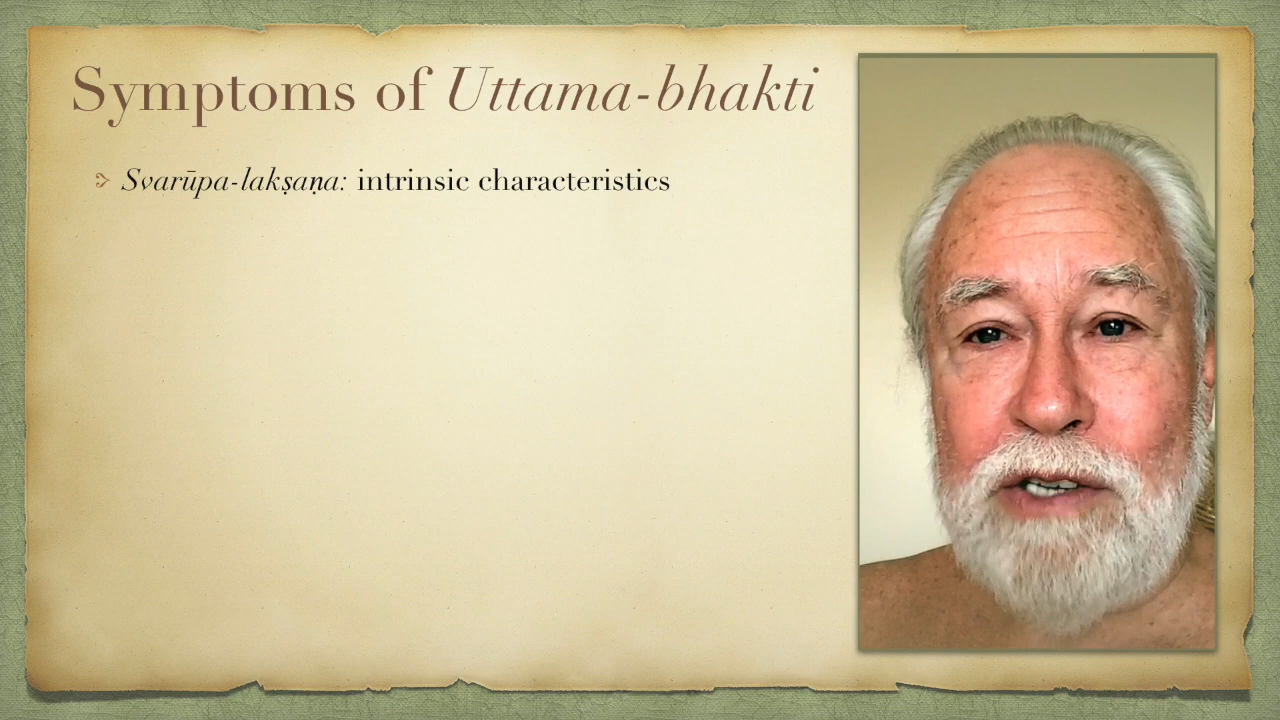 Symptoms of Uttama-bhakti
Svarūpa-lakṣaṇa: intrinsic characteristics